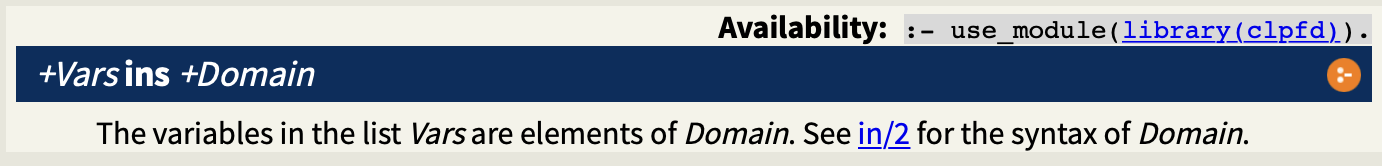 Availability: :- use_module(library(clpfd)).
+Vars ins +Domain
The variables in the list Vars are elements of Domain. See in/2 for the syntax of Domain.